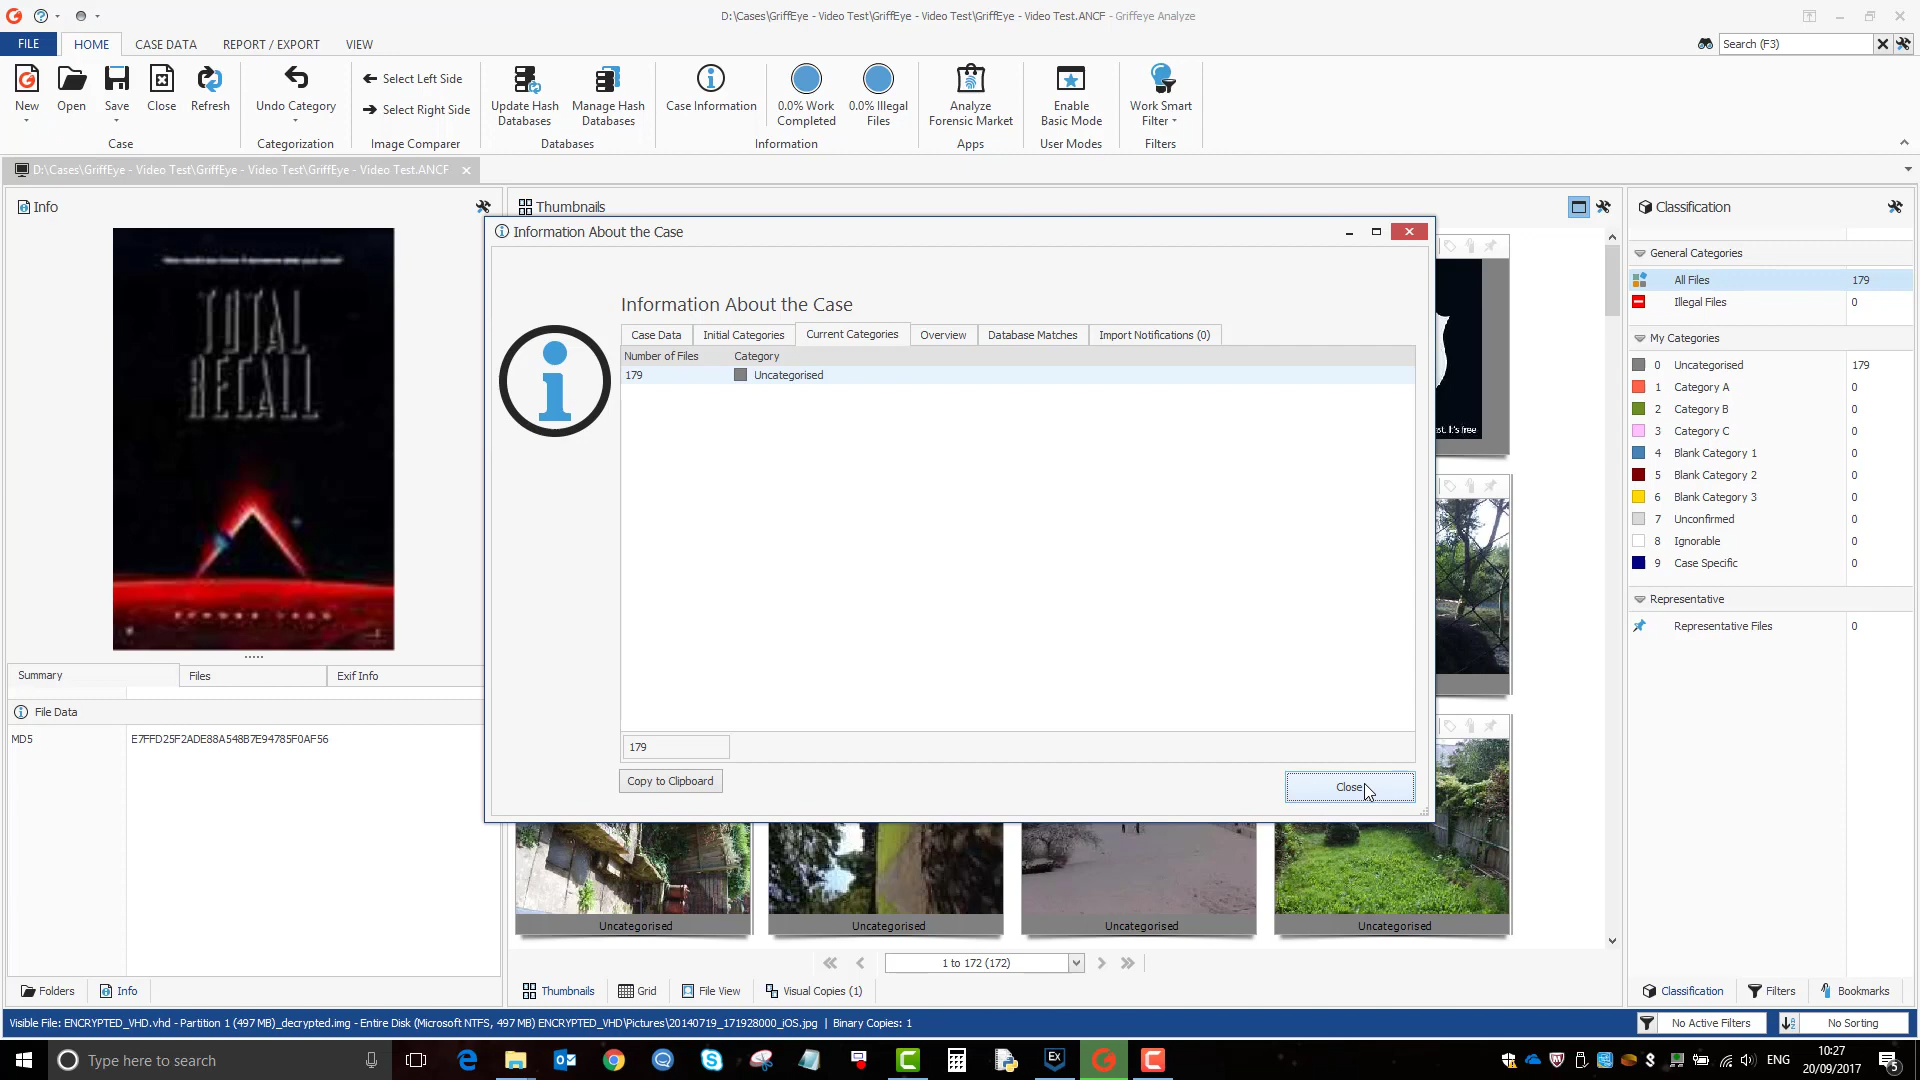 D:\Cases\GriffEye - Video Test\GriffEye - Video Test\GriffEye - Video Test.ANCF - Griffeye Analyze
FILE HOME CASE DATA REPORT / EXPORT VIEW Search (F3)
New Open Save Close Refresh
Case
Undo Category
Categorization
Select Left Side
Select Right Side
Image Comparer
Update Hash Databases
Manage Hash Databases
Databases
Case Information
0.0% Work Completed
0.0% Illegal Files
Information
Analyze Forensic Market
Apps
Enable Basic Mode
User Modes
Work Smart Filter
Filters
D:\Cases\GriffEye - Video Test\GriffEye - Video Test\GriffEye - Video Test.ANCF
Info
TOTAL
RECALL
Summary Files Exif Info
File Data
MD5 E7FFD25F2ADE88A548B7E94785F0AF56
Folders Info
Thumbnails
Information About the Case
Information About the Case
Case Data Initial Categories Current Categories Overview Database Matches Import Notifications (0)
Number of Files Category
179 Uncategorised
179
Copy to Clipboard
Close
st. It's free
Uncategorised Uncategorised Uncategorised Uncategorised
1 to 172 (172)
Thumbnails Grid File View Visual Copies (1)
Classification
General Categories
All Files 179
Illegal Files 0
My Categories
0 Uncategorised 179
1 Category A 0
2 Category B 0
3 Category C 0
4 Blank Category 1 0
5 Blank Category 2 0
6 Blank Category 3 0
7 Unconfirmed 0
8 Ignorable 0
9 Case Specific 0
Representative
Representative Files 0
Classification Filters Bookmarks
Visible File: ENCRYPTED_VHD.vhd - Partition 1 (497 MB)_decrypted.img - Entire Disk (Microsoft NTFS, 497 MB) ENCRYPTED_VHD\Pictures\20140719_171928000_iOS.jpg | Binary Copies: 1
No Active Filters No Sorting
Type here to search
Ex
ENG
10:27
20/09/2017
5